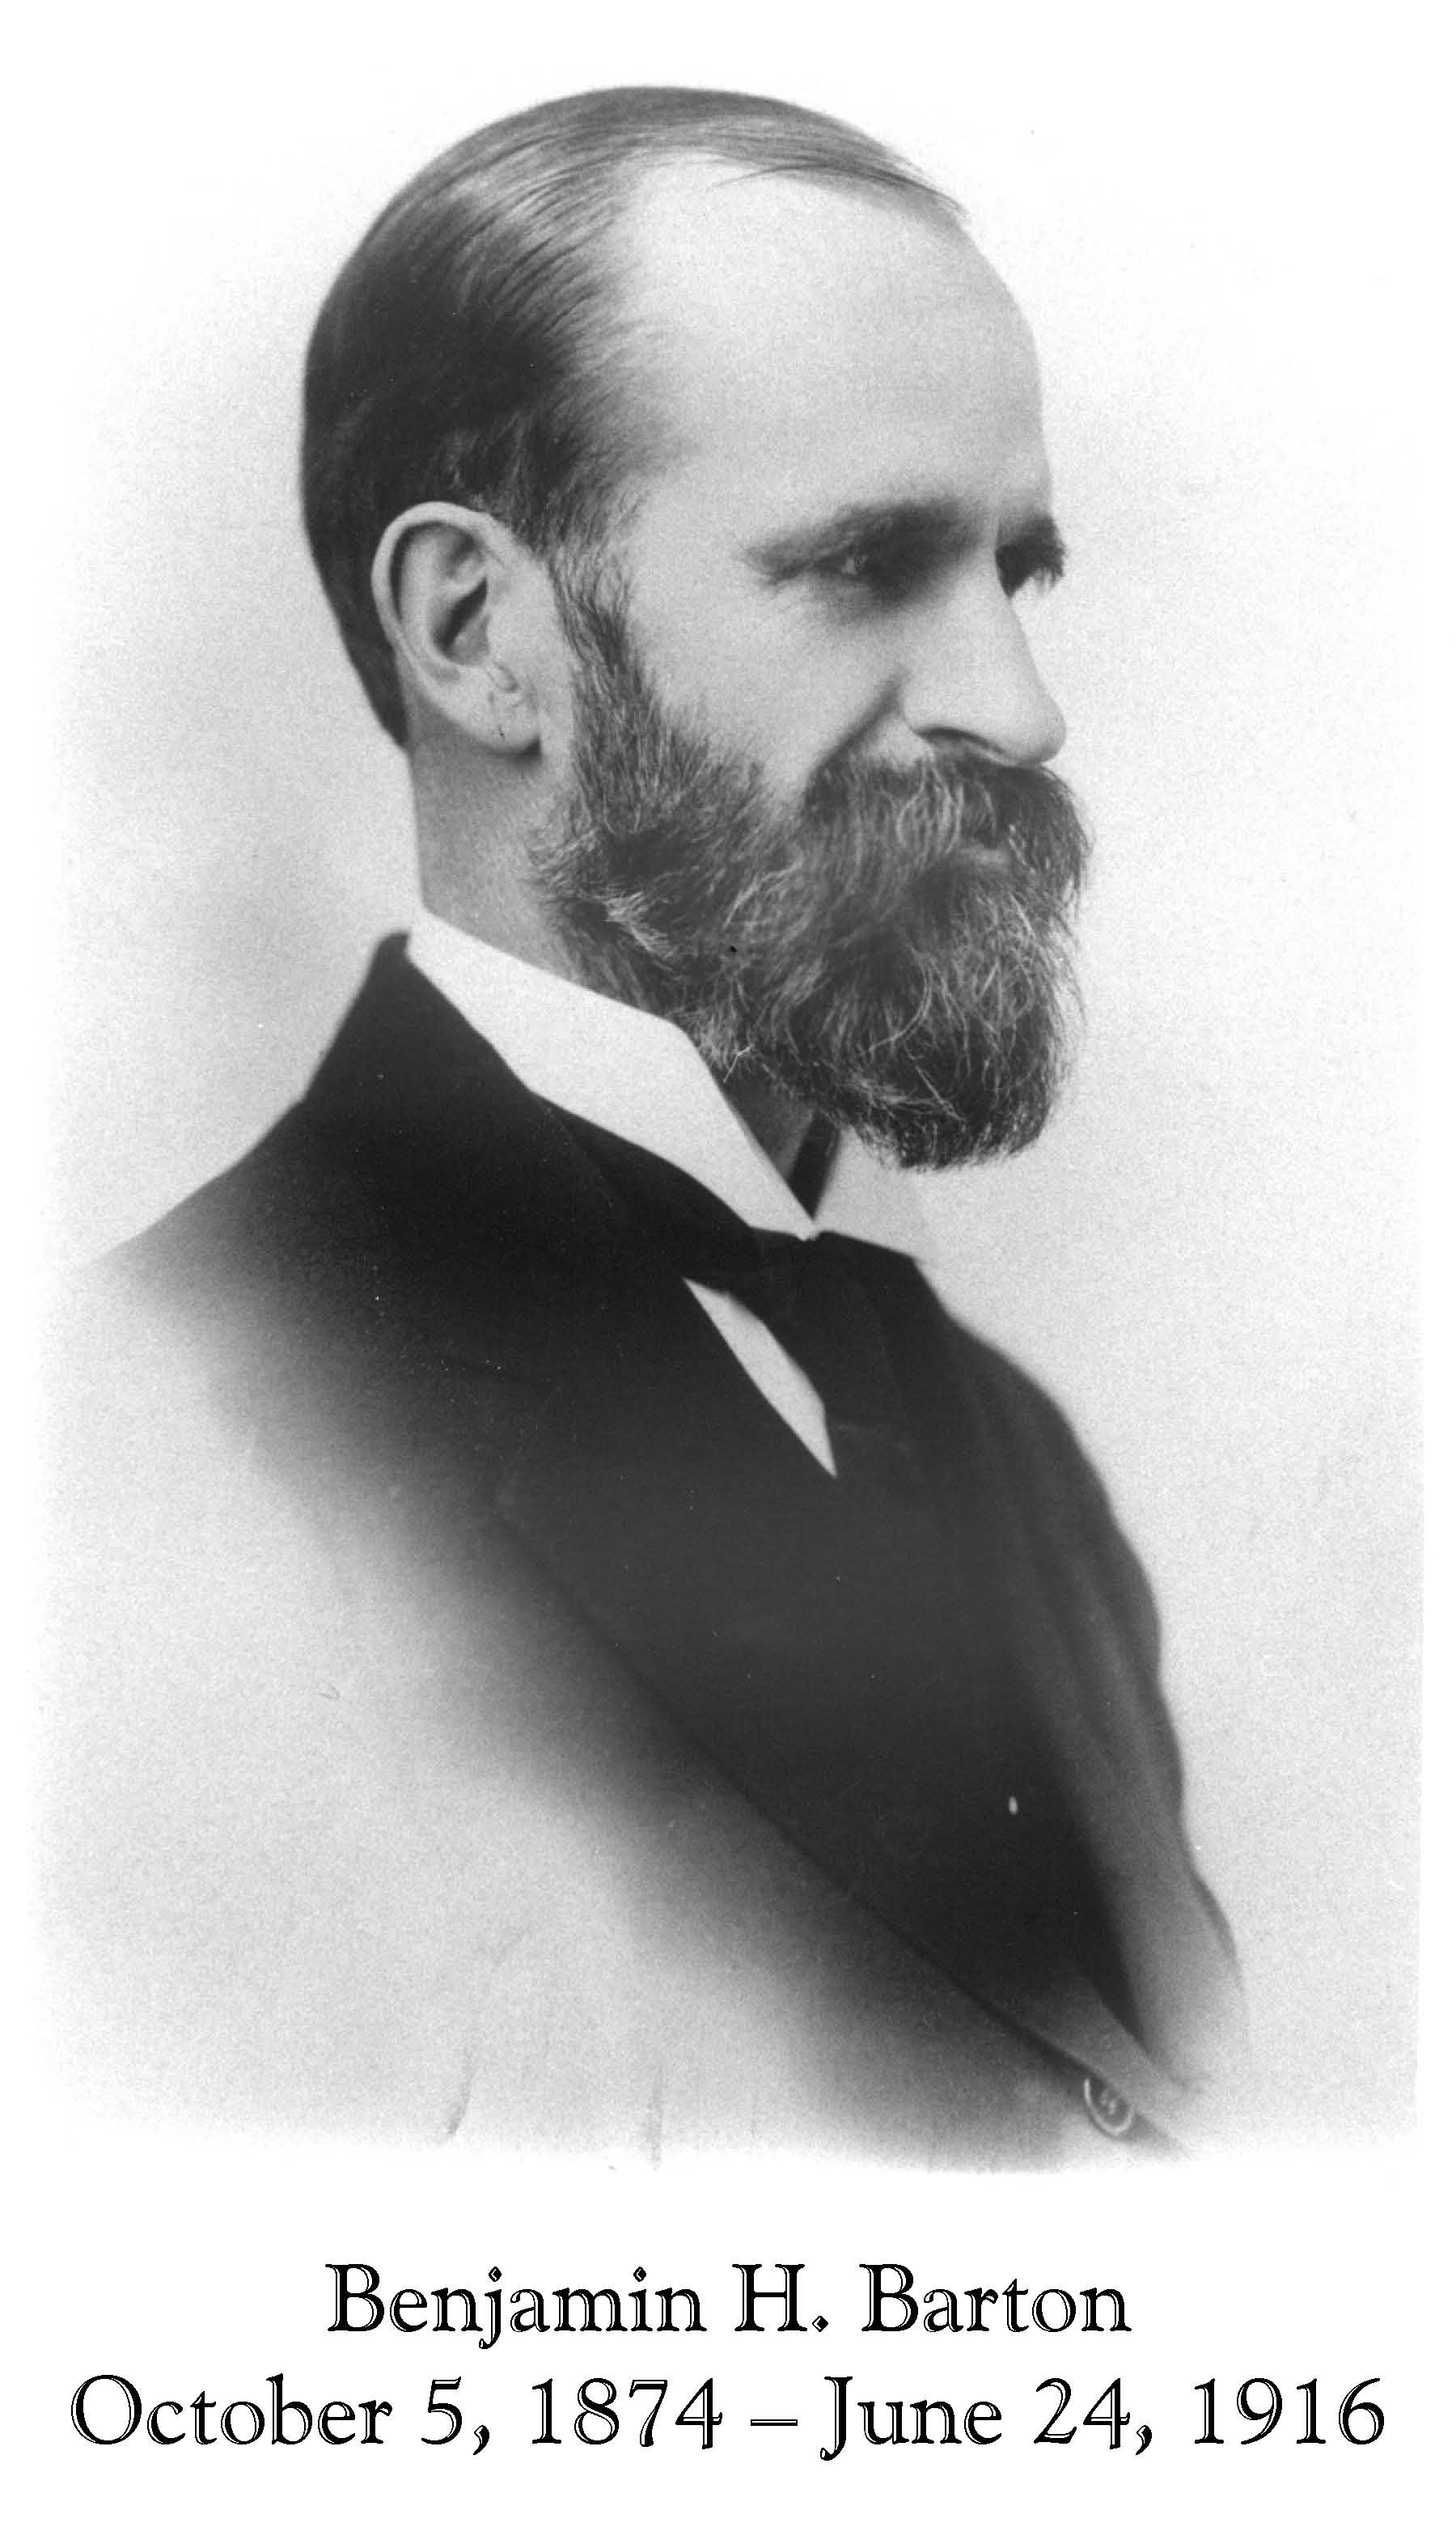 Benjamin H. Barton
October 5, 1874 – June 24, 1916